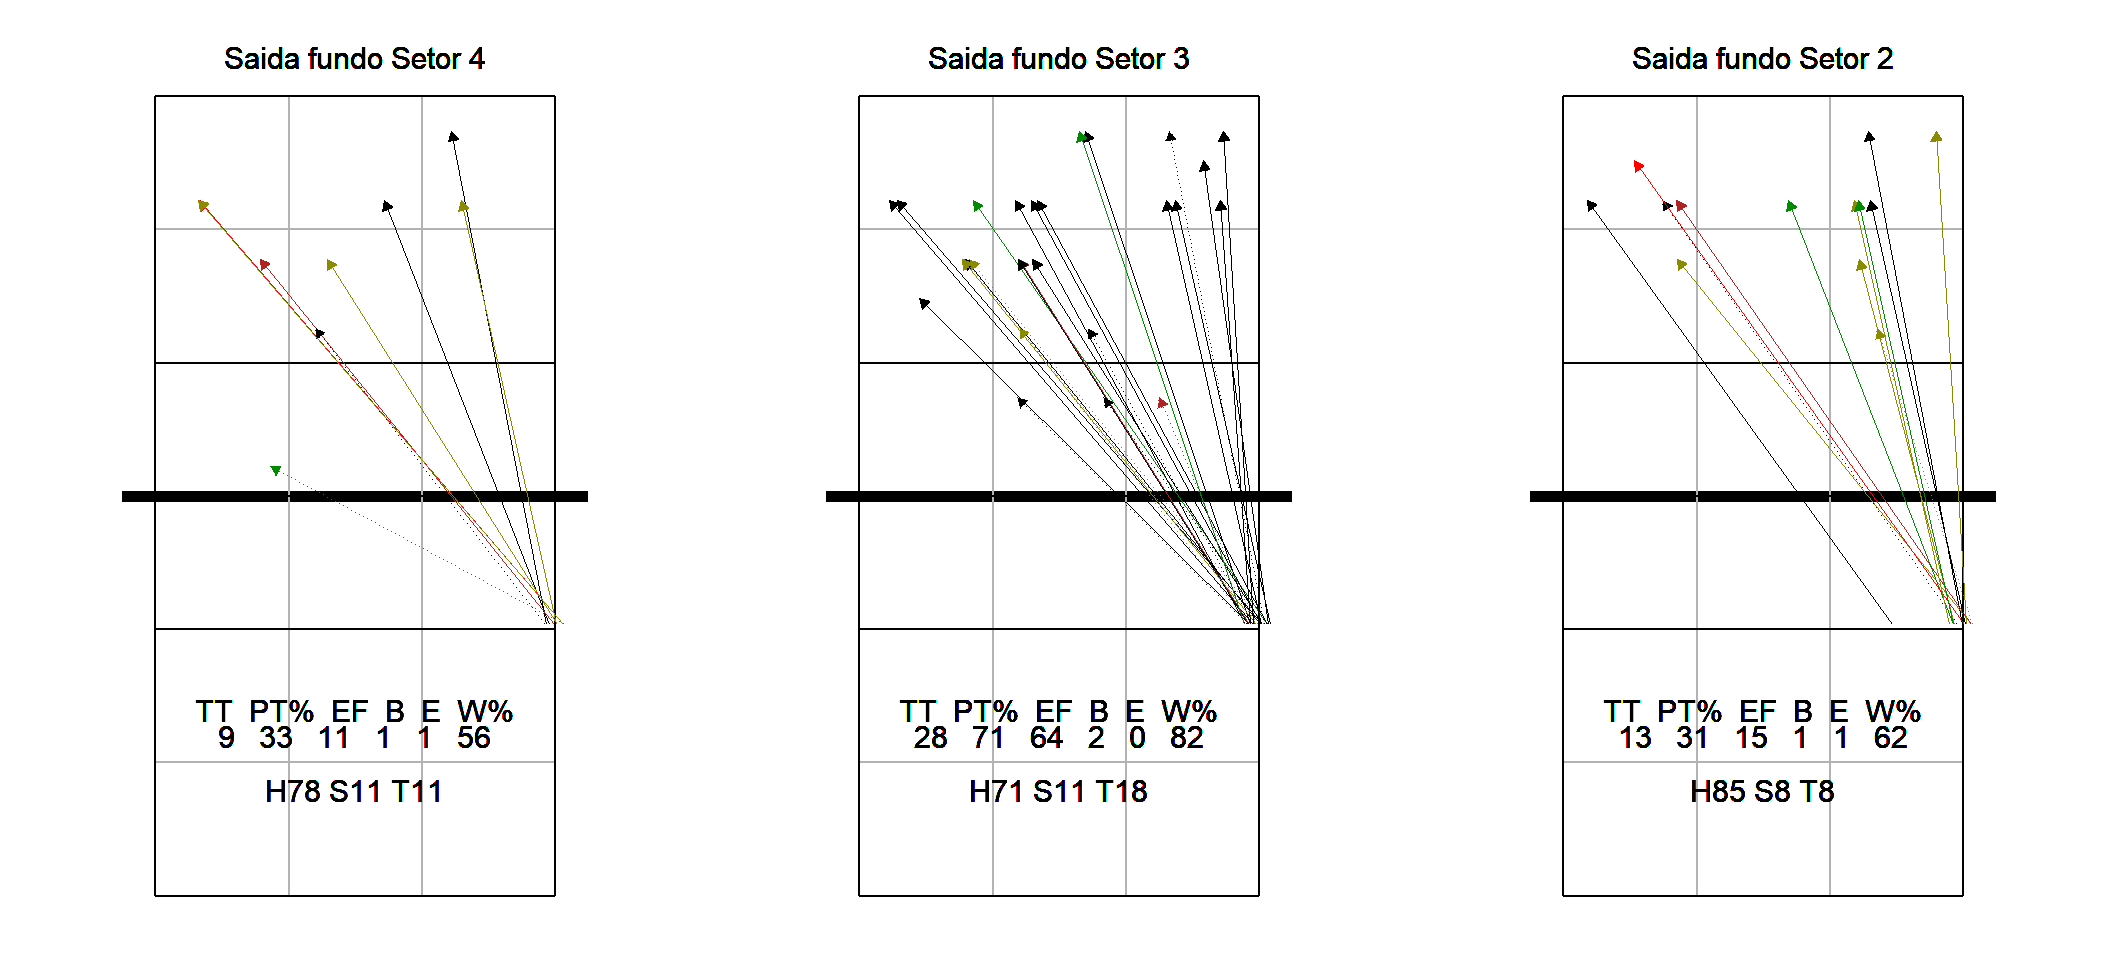 Saida fundo Setor 4
TT PT% EF B E W%
9 33 11 1 1 56
H78 S11 T11
Saida fundo Setor 3
TT PT% EF B E W%
28 71 64 2 0 82
H71 S11 T18
Saida fundo Setor 2
TT PT% EF B E W%
13 31 15 1 1 62
H85 S8 T8